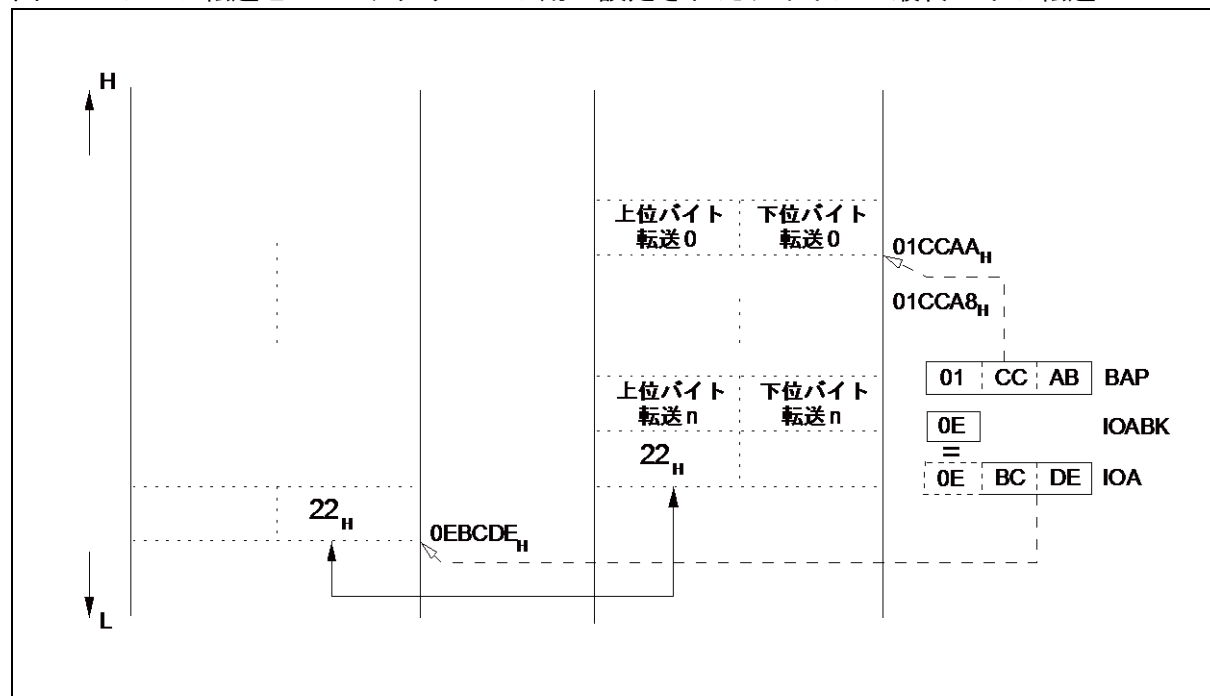 H
上位バイト 下位バイト
転送0 転送0
01CCAAH
01CCA8H
01 CC AB BAP
上位バイト 下位バイト
転送n 転送n
0E IOABK
=
22H
0E BC DE IOA
22H
0EBCDEH
L